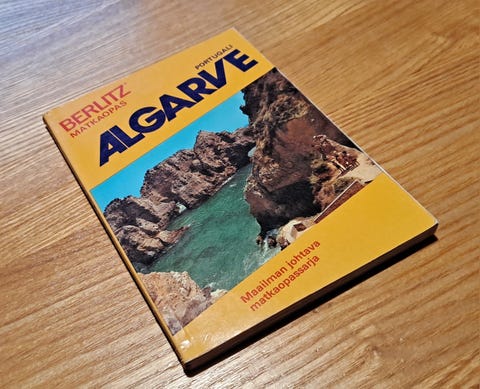 BERLITZ
MATKAOPAS
PORTUGALI
ALGARVE
Maailman johtava
matkaopassarja